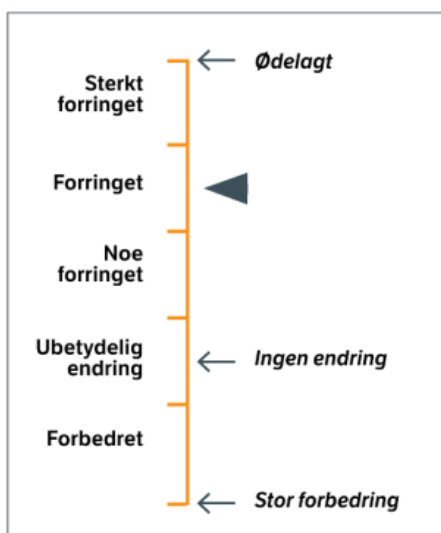 Ødelagt
Sterkt
forringet
Forringet
Noe
forringet
Ubetydelig
endring
Ingen endring
Forbedret
Stor forbedring